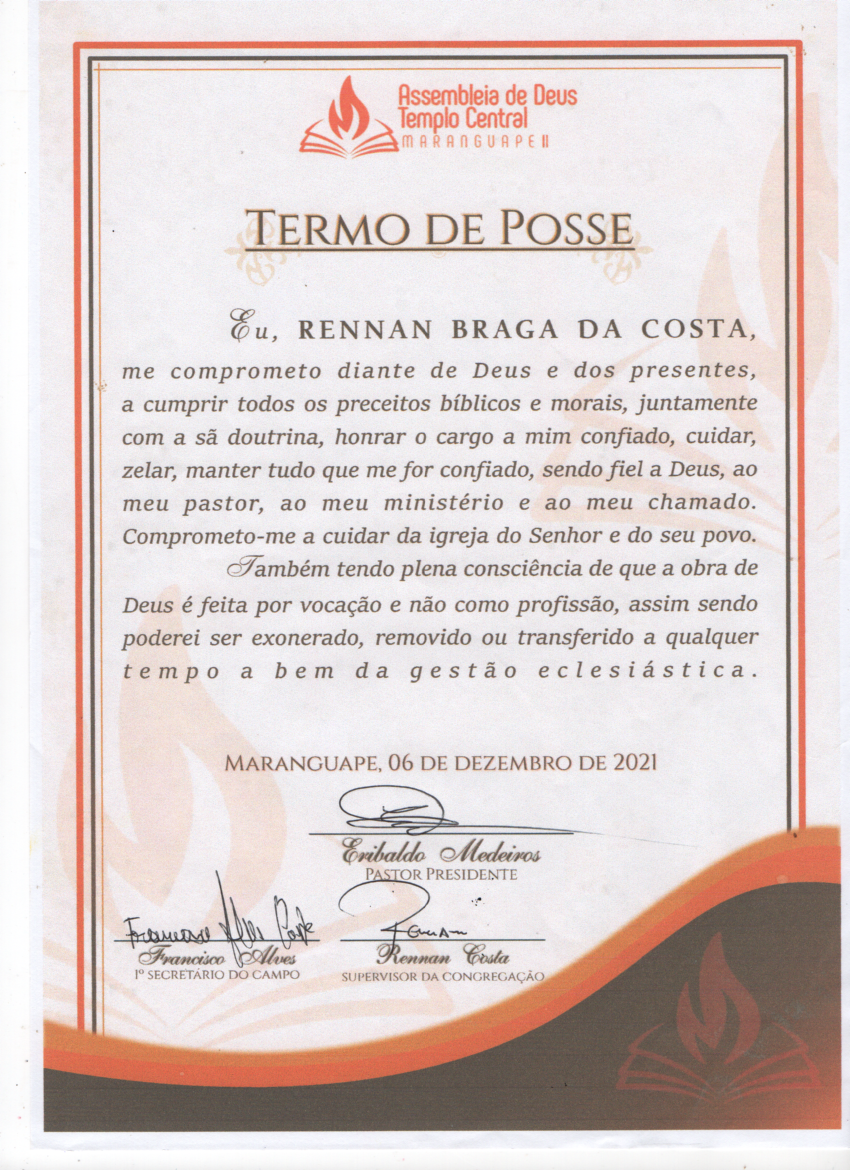 Assembleia de Deus
Templo Central
MARANGUAPE II
TERMO DE POSSE
Eu, RENNAN BRAGA DA COSTA,
me comprometo diante de Deus e dos presentes,
a cumprir todos os preceitos bíblicos e morais, juntamente
com a sã doutrina, honrar o cargo a mim confiado, cuidar,
zelar, manter tudo que me for confiado, sendo fiel a Deus, ao
meu pastor, ao meu ministério e ao meu chamado.
Comprometo-me a cuidar da igreja do Senhor e do seu povo.
Também tendo plena consciência de que a obra de
Deus é feita por vocação e não como profissão, assim sendo
poderei ser exonerado, removido ou transferido a qualquer
tempo a bem da gestão eclesiástica.
MARANGUAPE, 06 DE DEZEMBRO DE 2021
Eribaldo Medeiros
PASTOR PRESIDENTE
Francisco Alves
1º SECRETÁRIO DO CAMPO
Rennan Costa
SUPERVISOR DA CONGREGAÇÃO